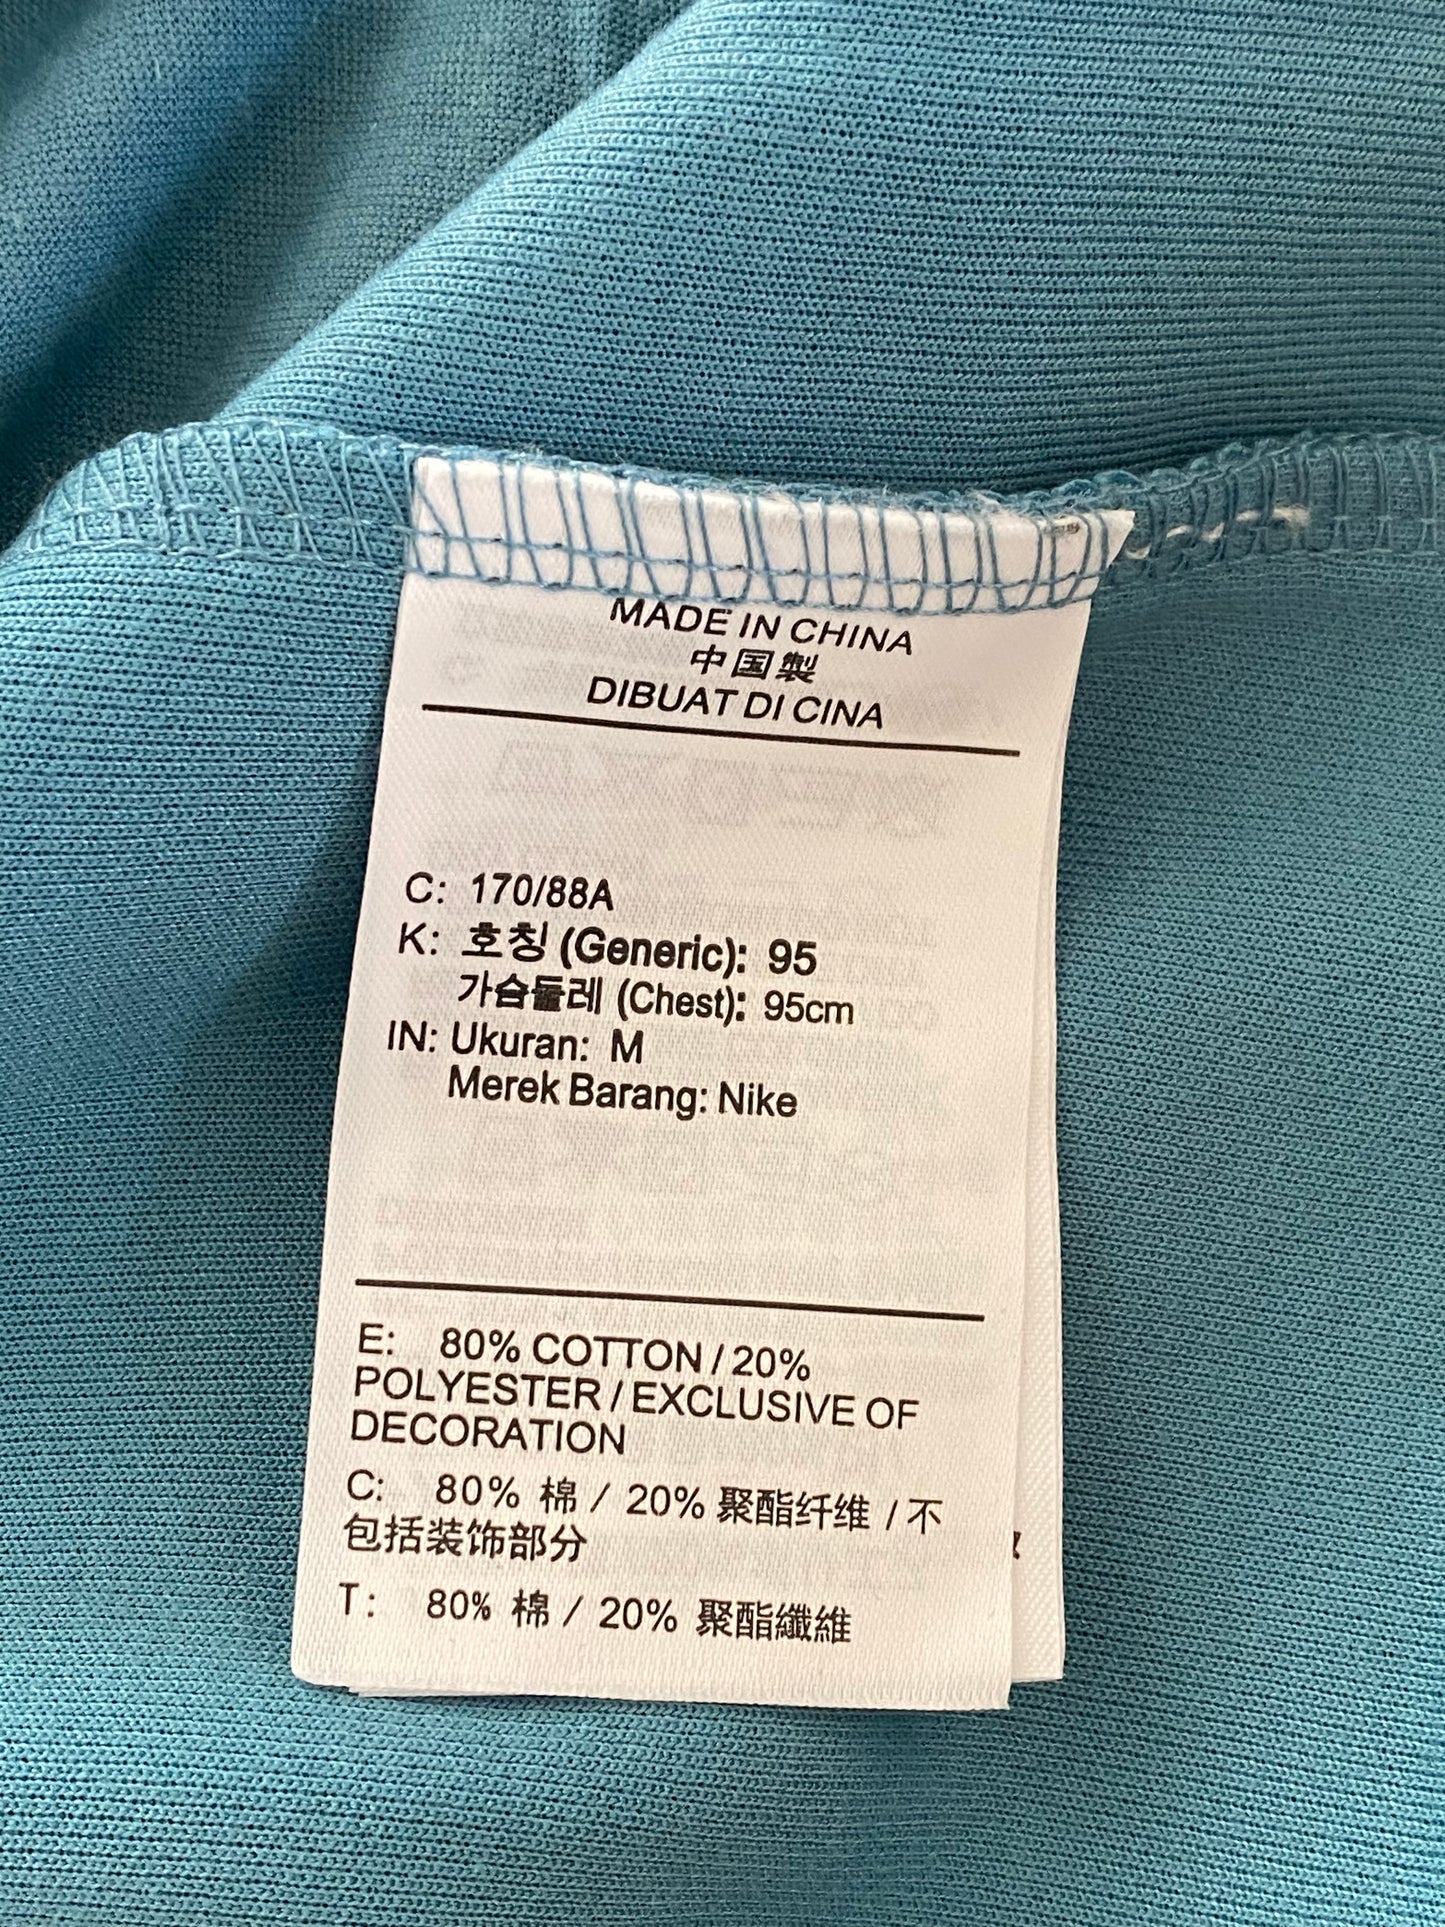 MADE IN CHINA
中国製
DIBUAT DI CINA
C: 170/88A
K: 호칭 (Generic): 95
가슴둘레 (Chest): 95cm
IN: Ukuran: M
Merek Barang: Nike
E: 80% COTTON / 20%
POLYESTER / EXCLUSIVE OF
DECORATION
C: 80% 棉 / 20% 聚酯纤维 / 不
包括装饰部分
T: 80% 棉 / 20% 聚酯纖維